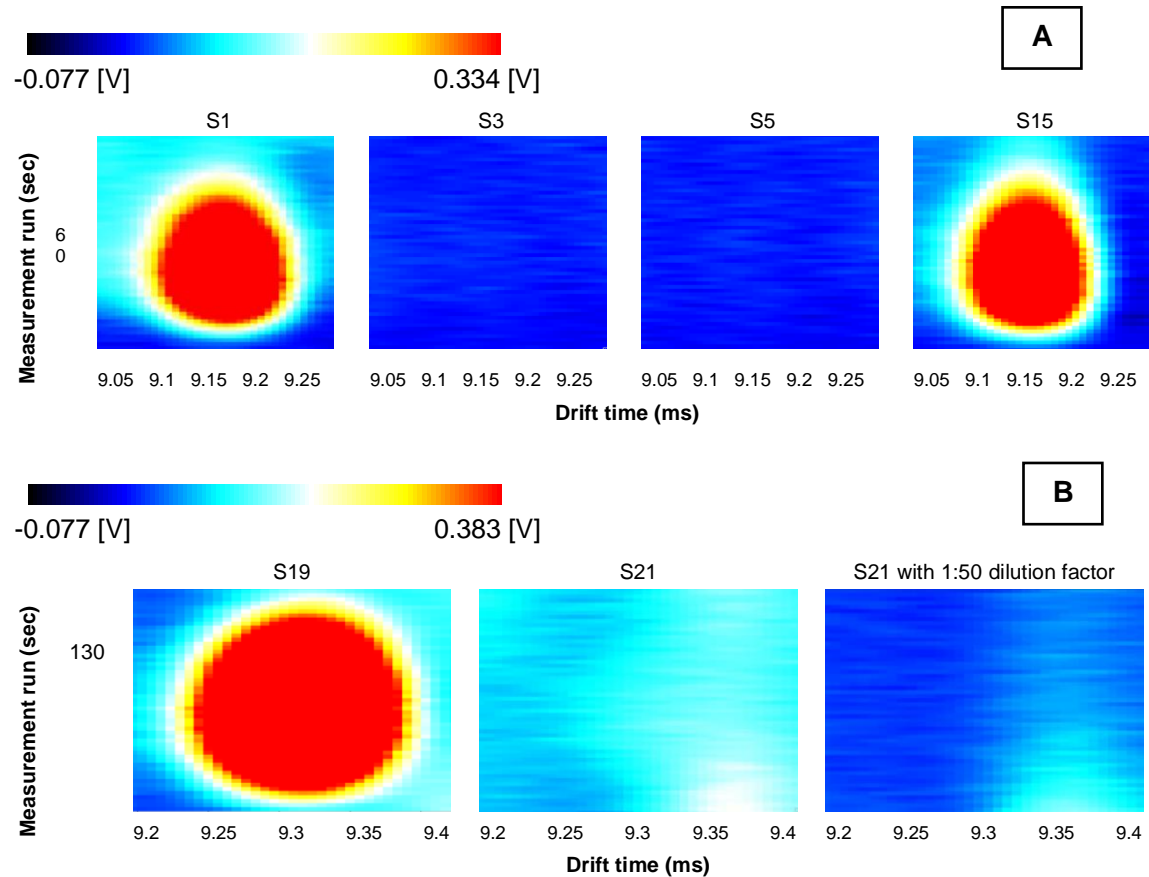 A
-0.077 [V] 0.334 [V]
S1 S3 S5 S15
Measurement run (sec)
6
0
9.05 9.1 9.15 9.2 9.25 9.05 9.1 9.15 9.2 9.25 9.05 9.1 9.15 9.2 9.25 9.05 9.1 9.15 9.2 9.25
Drift time (ms)
B
-0.077 [V] 0.383 [V]
S19 S21 S21 with 1:50 dilution factor
Measurement run (sec)
130
9.2 9.25 9.3 9.35 9.4 9.2 9.25 9.3 9.35 9.4 9.2 9.25 9.3 9.35 9.4
Drift time (ms)